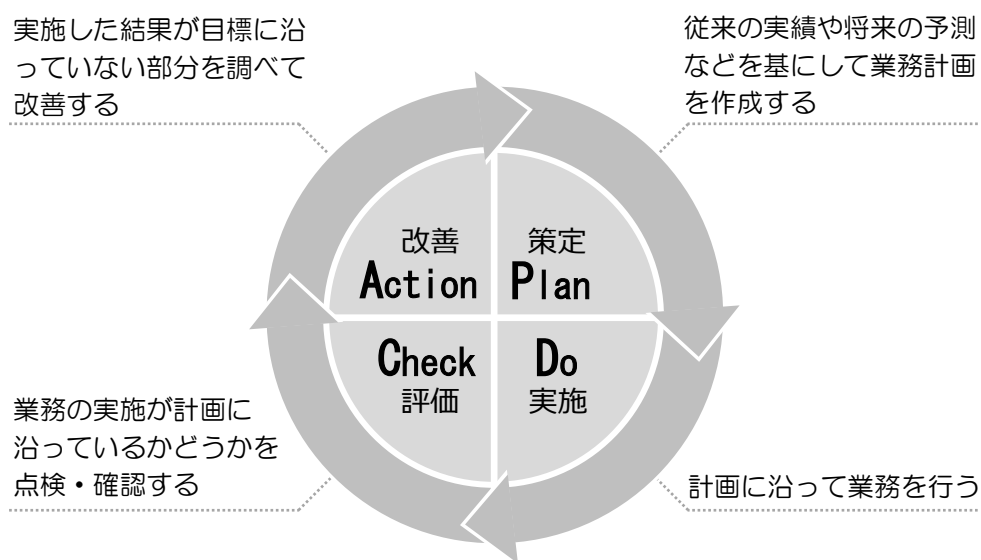 実施した結果が目標に沿
っていない部分を調べて
改善する
従来の実績や将来の予測
などを基にして業務計画
を作成する
改善
Action
策定
Plan
Check
評価
Do
実施
業務の実施が計画に
沿っているかどうかを
点検・確認する
計画に沿って業務を行う